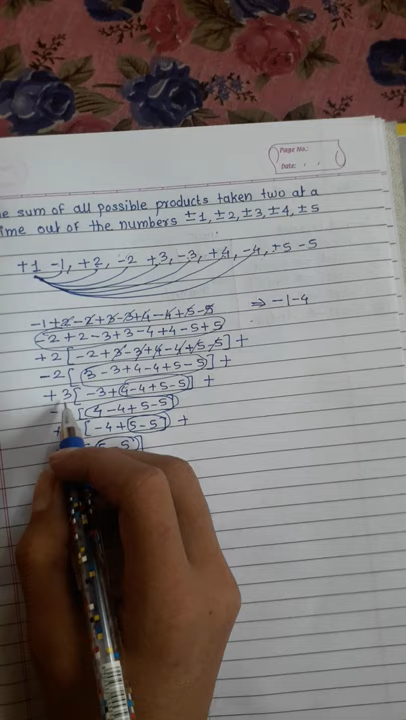 Page No.:
Date:
e sum of all possible products taken two at a
ime out of the numbers ±1, ±2, ±3, ±4, ±5
+1 -1, +2, -2 +3, -3, +4, -4, +5 -5
-1+2-2+3-3+4-4+5-5 ⇒ -1-4
-2+2-3+3-4+4-5+5
+2[-2+3-3+4-4+5-5] +
-2[3-3+4-4+5-5] +
+3[-3+4-4+5-5] +
[4-4+5-5]
[-4+5-5] +
5-5]